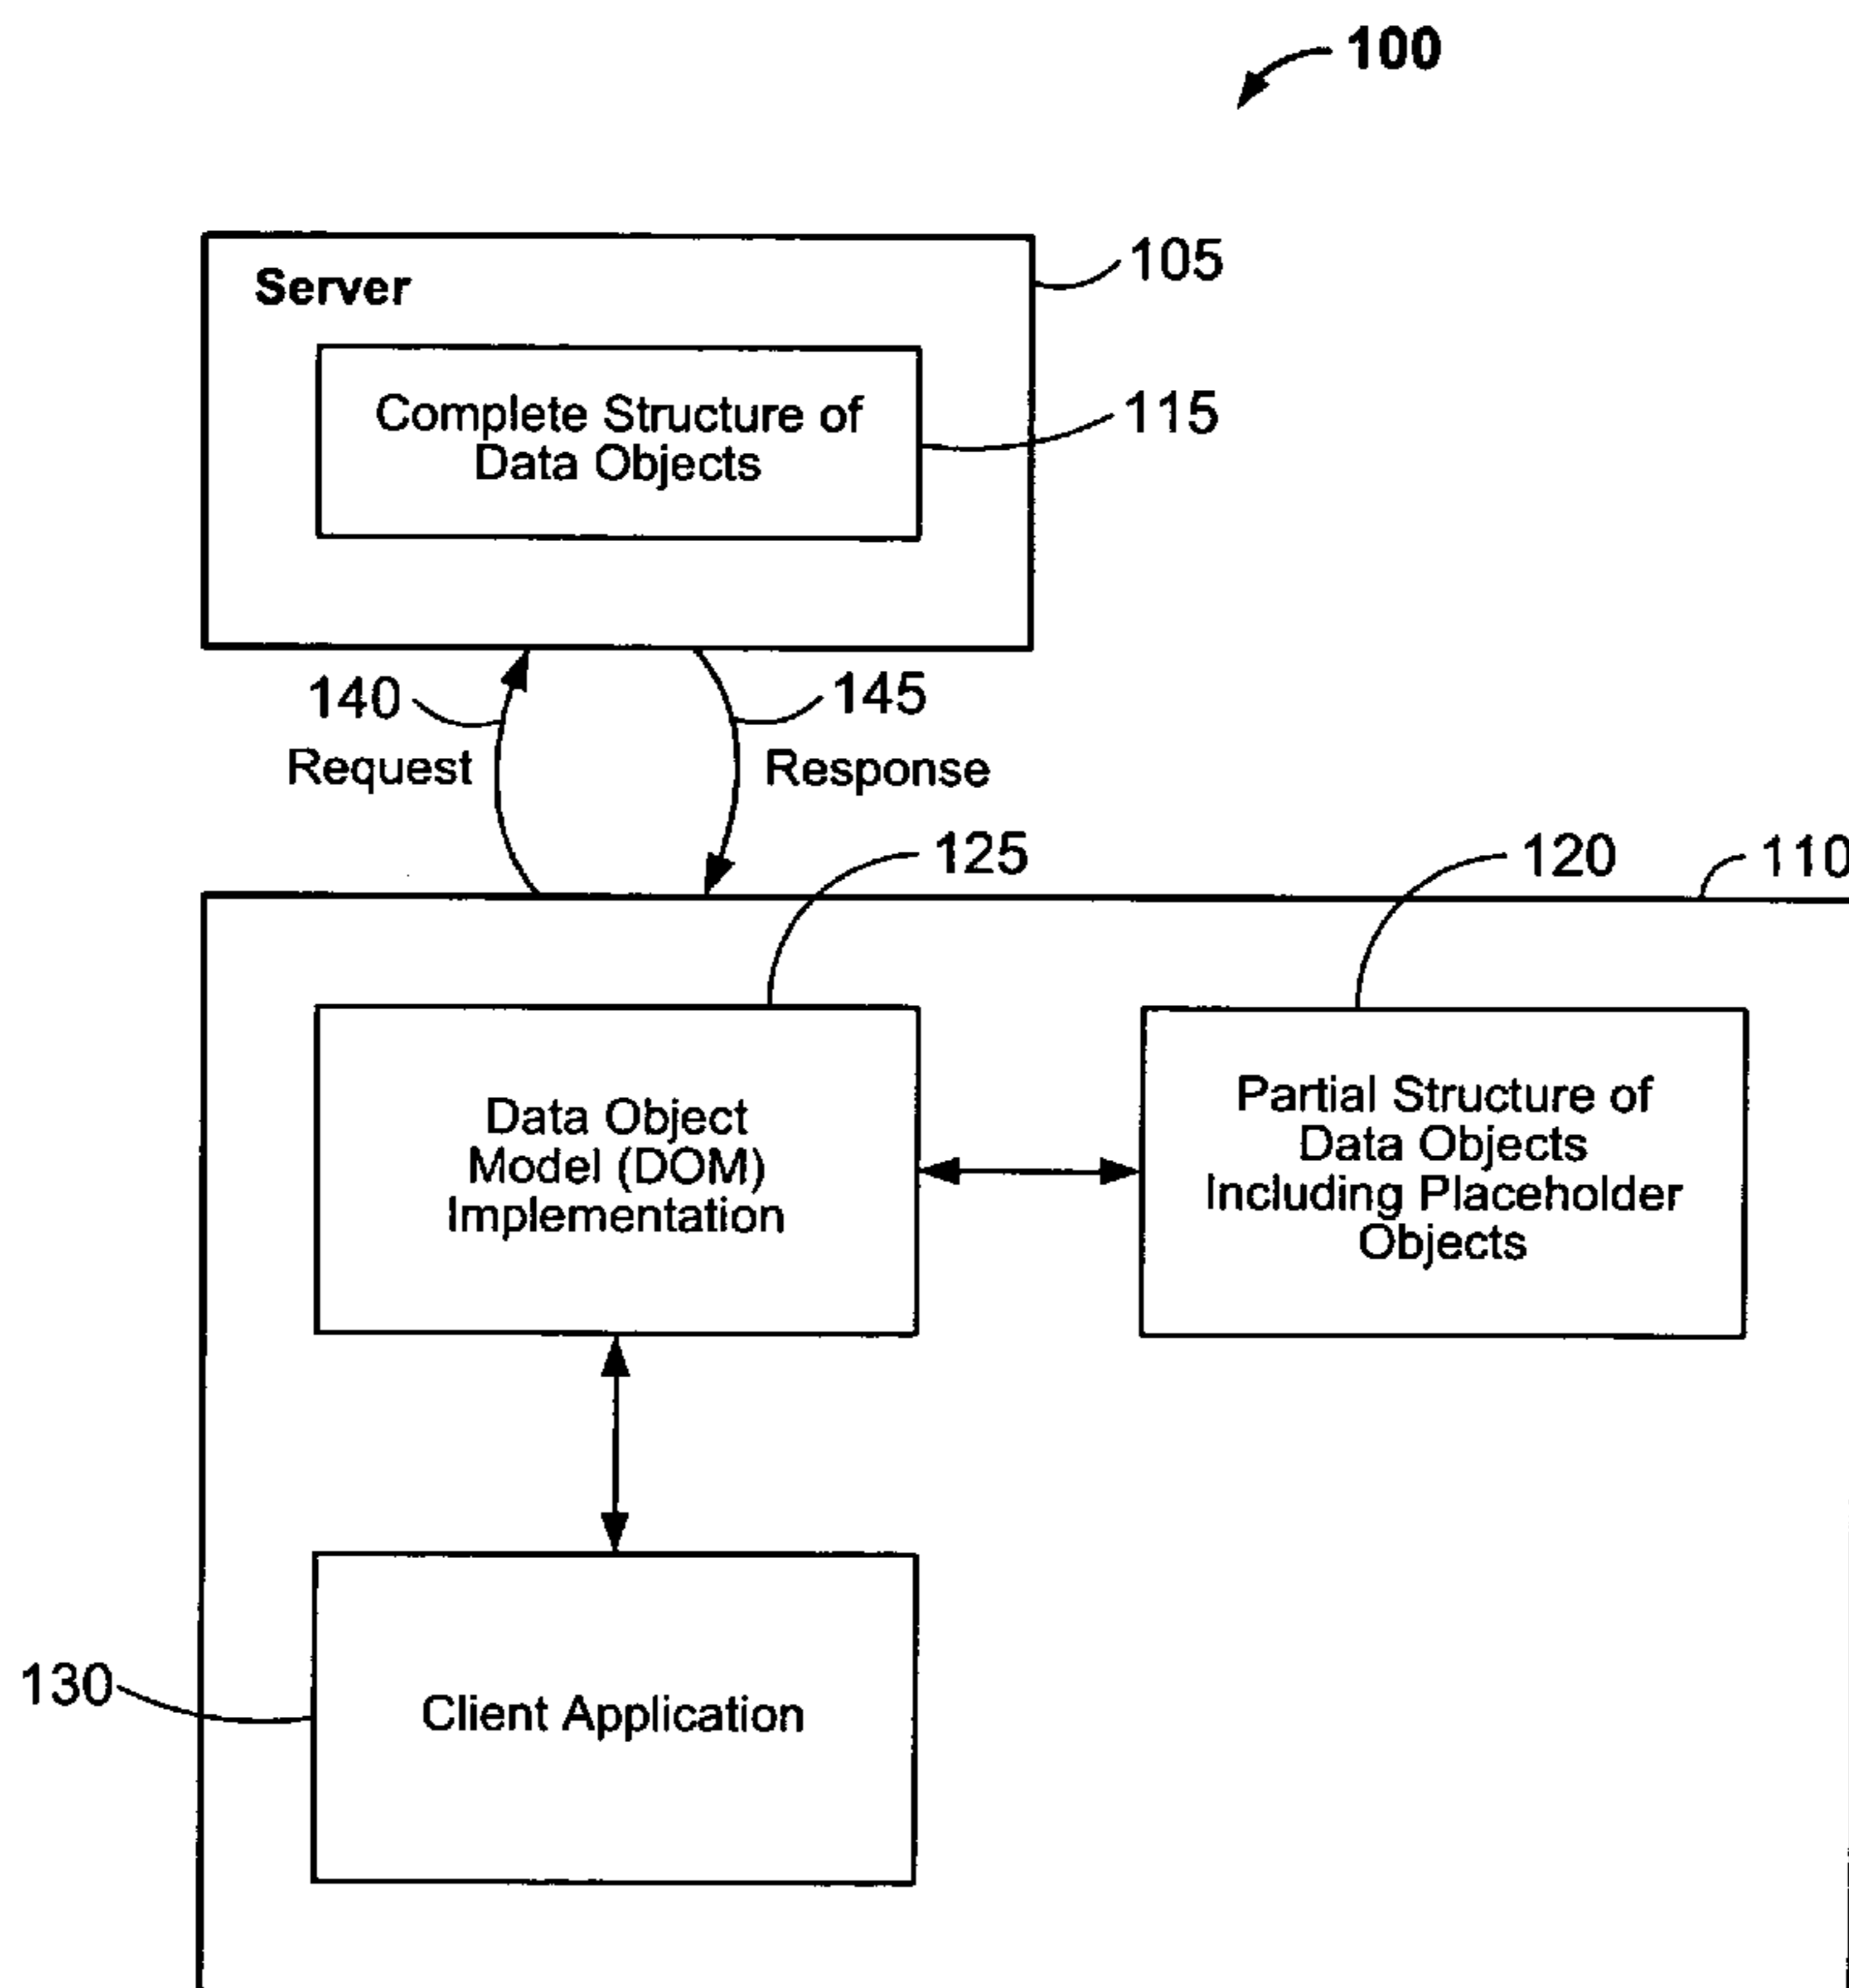 100
Server
105
Complete Structure of
Data Objects
115
140
Request
145
Response
125
120
110
Data Object
Model (DOM)
Implementation
Partial Structure of
Data Objects
Including Placeholder
Objects
130
Client Application